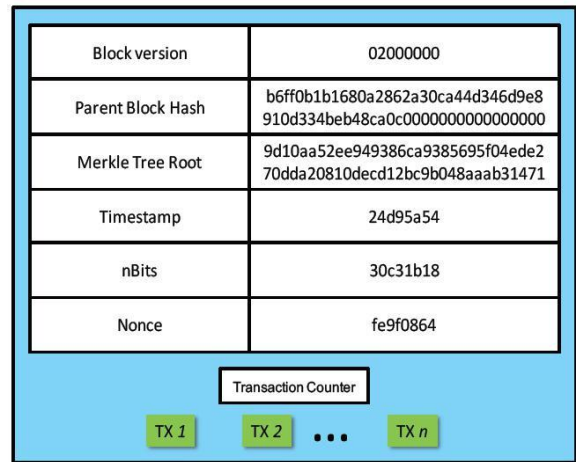 Block version 02000000
Parent Block Hash b6ff0b1b1680a2862a30ca44d346d9e8
910d334beb48ca0c0000000000000000
Merkle Tree Root 9d10aa52ee949386ca9385695f04ede2
70dda20810decd12bc9b048aaab31471
Timestamp 24d95a54
nBits 30c31b18
Nonce fe9f0864
Transaction Counter
TX 1 TX 2 ... TX n